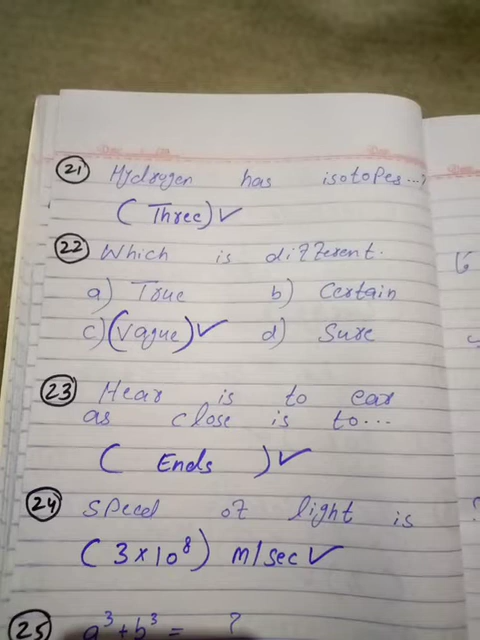 21 Hydrogen has isotopes...?
(Three) ✓
22 Which is different.
a) True b) Certain
c) (Vague) ✓ d) Sure
23 Hear is to ear
as close is to...
( Ends ) ✓
24 Speed of light is
(3×10⁸) m/sec ✓
25 a³+b³ = ?